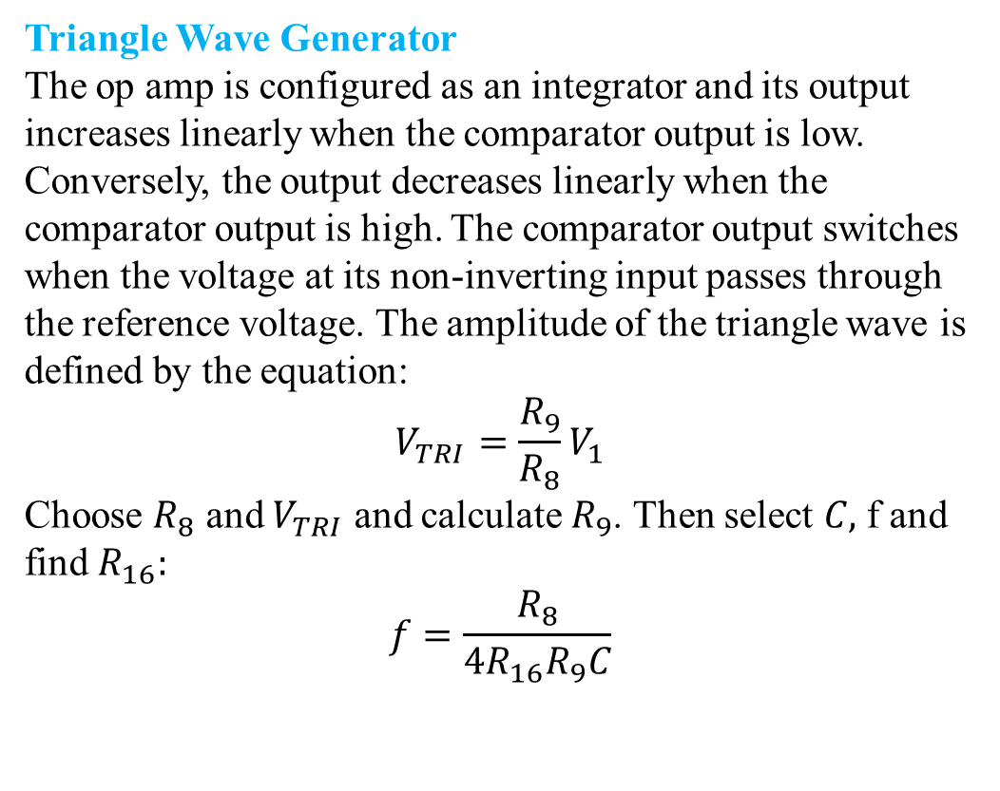 Triangle Wave Generator
The op amp is configured as an integrator and its output
increases linearly when the comparator output is low.
Conversely, the output decreases linearly when the
comparator output is high. The comparator output switches
when the voltage at its non-inverting input passes through
the reference voltage. The amplitude of the triangle wave is
defined by the equation:
$V_{TRI} = \frac{R_9}{R_8} V_1$
Choose $R_8$ and $V_{TRI}$ and calculate $R_9$. Then select $C$, f and
find $R_{16}$:
$f = \frac{R_8}{4R_{16}R_9C}$